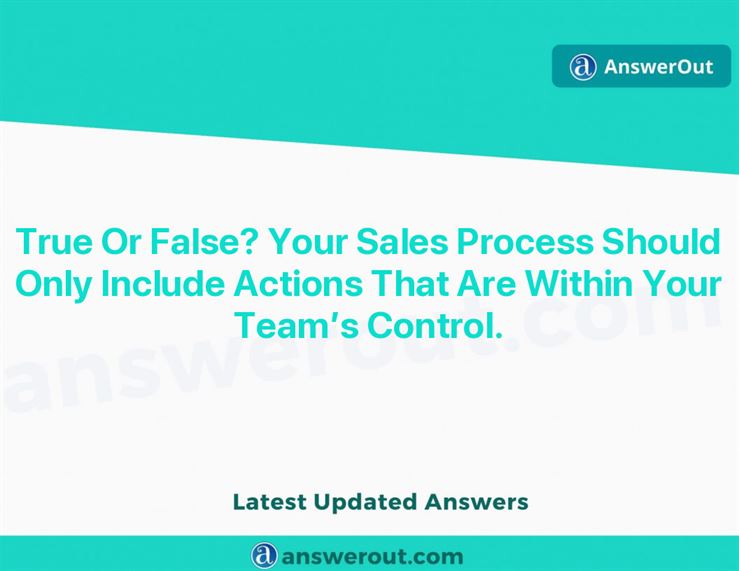 AnswerOut
True Or False? Your Sales Process Should
Only Include Actions That Are Within Your
Team’s Control.
answerout.com
Latest Updated Answers
answerout.com